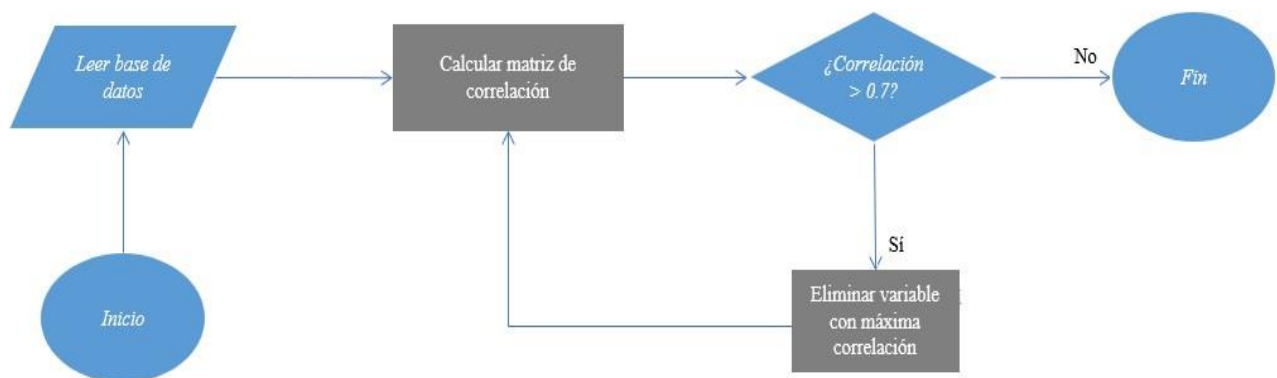 Leer base de
datos
Calcular matriz de
correlación
¿Correlación
> 0.7?
No
Fin
Sí
Inicio
Eliminar variable
con máxima
correlación